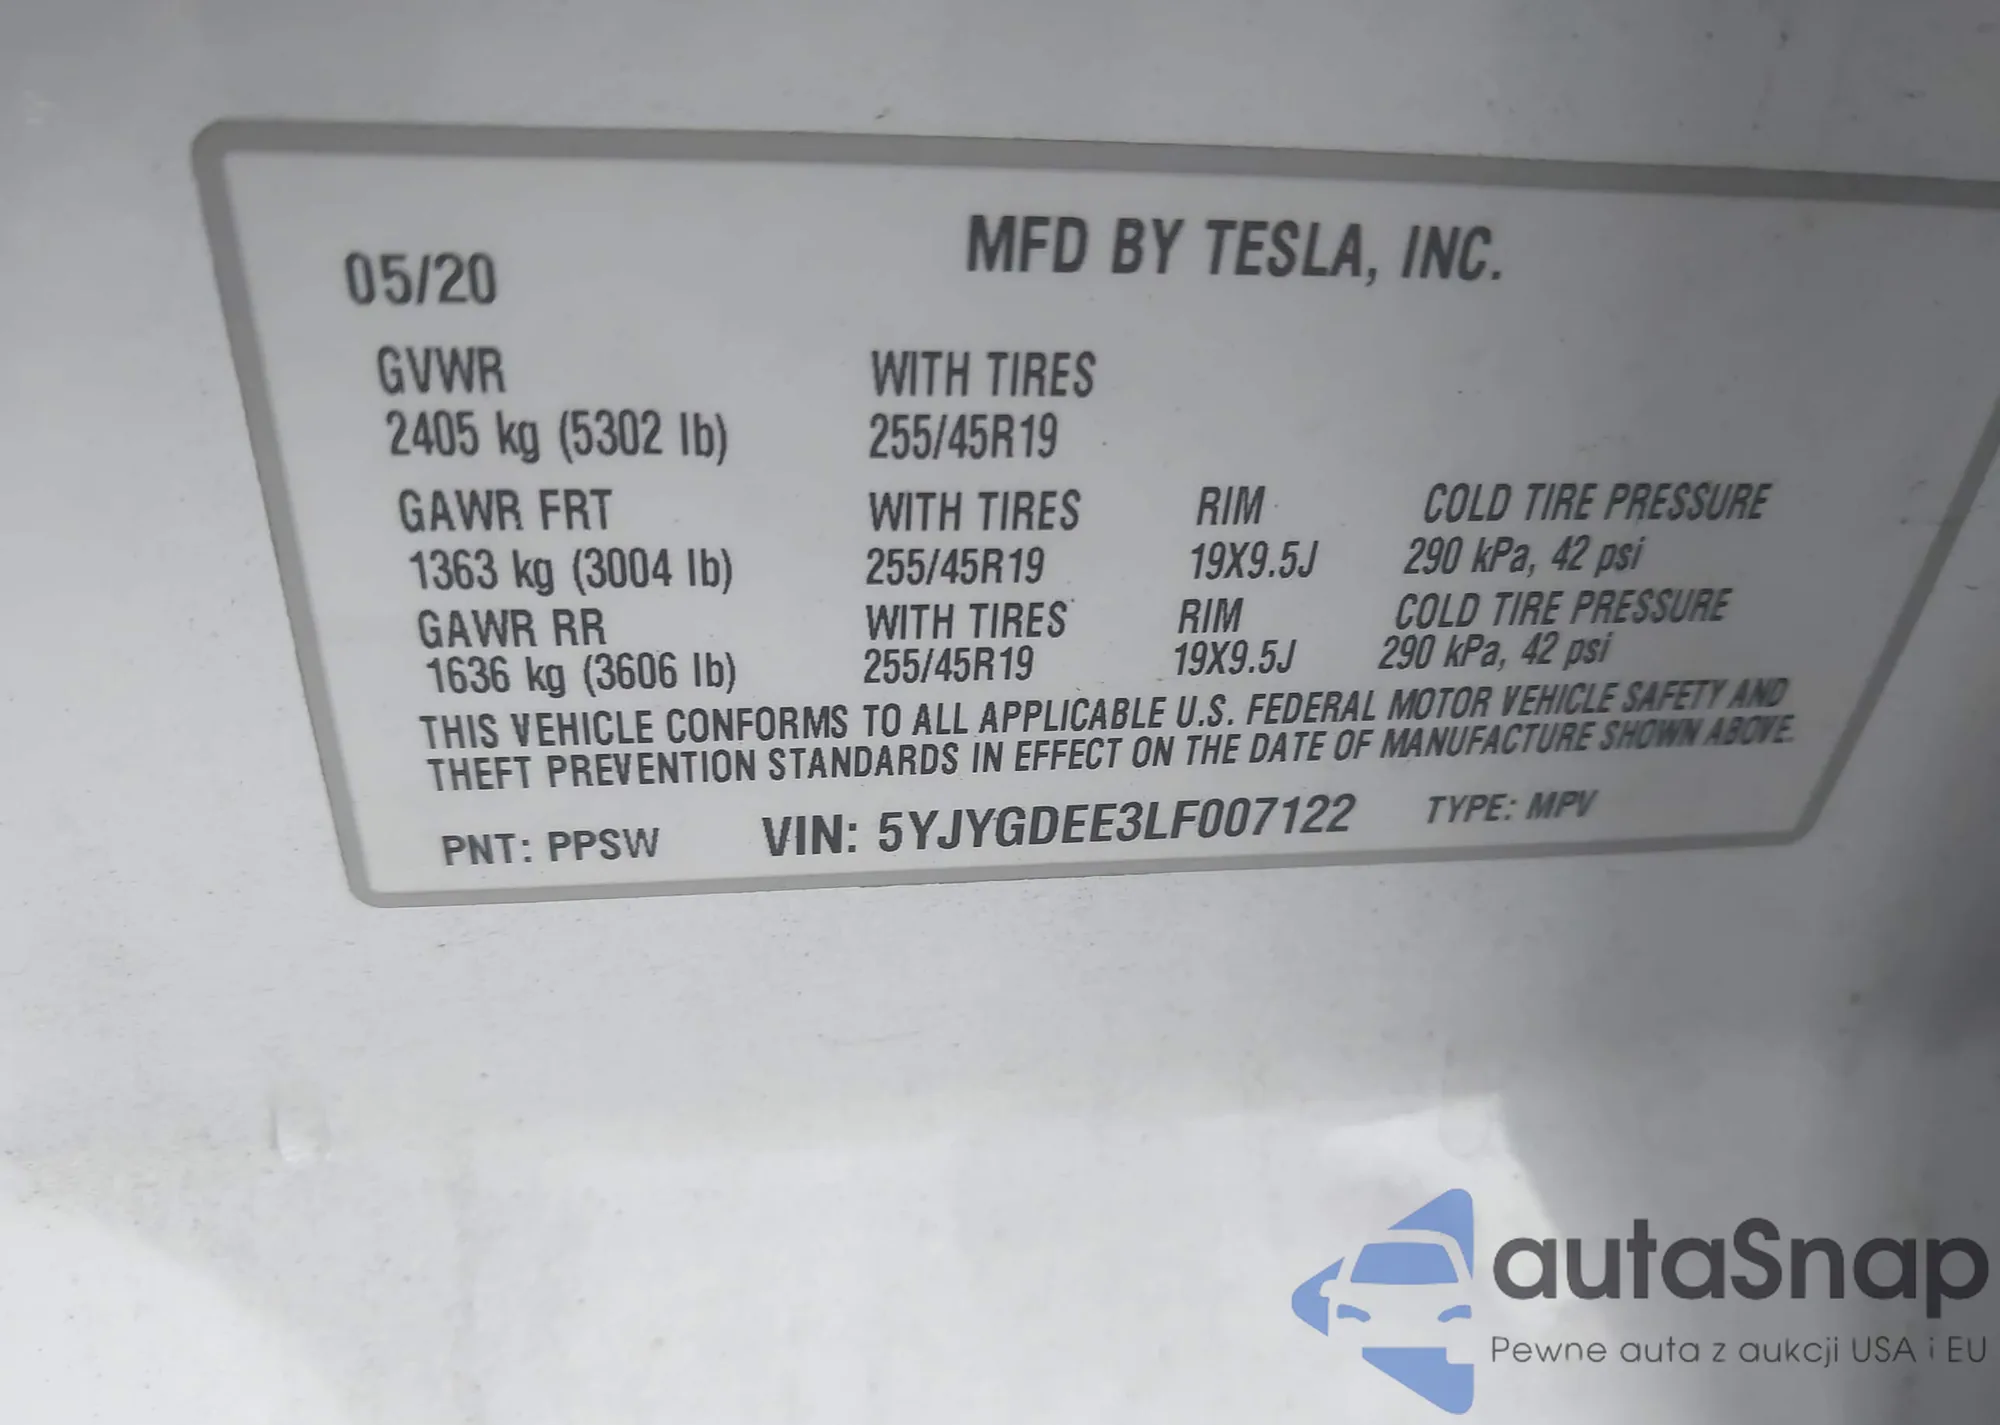 05/20 MFD BY TESLA, INC.
GVWR WITH TIRES
2405 kg (5302 lb) 255/45R19
GAWR FRT WITH TIRES RIM COLD TIRE PRESSURE
1363 kg (3004 lb) 255/45R19 19X9.5J 290 kPa, 42 psi
GAWR RR WITH TIRES RIM COLD TIRE PRESSURE
1636 kg (3606 lb) 255/45R19 19X9.5J 290 kPa, 42 psi
THIS VEHICLE CONFORMS TO ALL APPLICABLE U.S. FEDERAL MOTOR VEHICLE SAFETY AND
THEFT PREVENTION STANDARDS IN EFFECT ON THE DATE OF MANUFACTURE SHOWN ABOVE.
PNT: PPSW VIN: 5YJYGDEE3LF007122 TYPE: MPV
autaSnap
Pewne auta z aukcji USA i EU